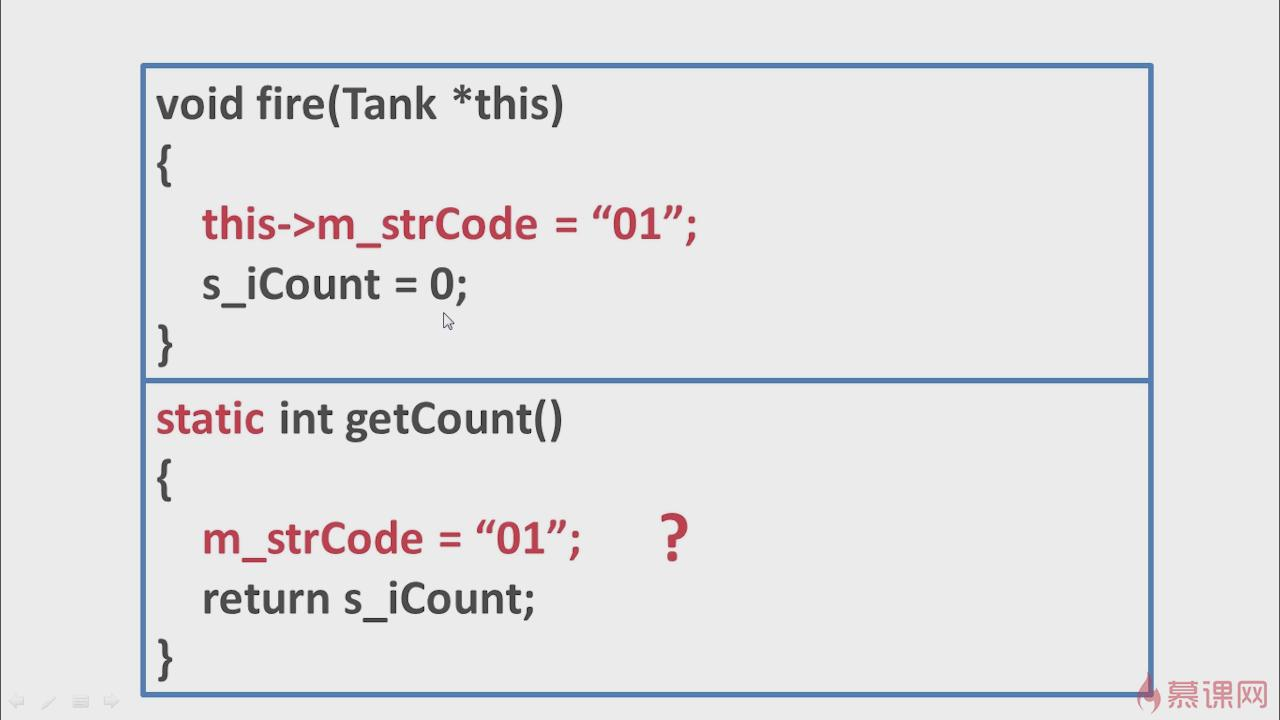 void fire(Tank *this)
{
this->m_strCode = “01”;
s_iCount = 0;
}
static int getCount()
{
m_strCode = “01”; ?
return s_iCount;
}
慕课网